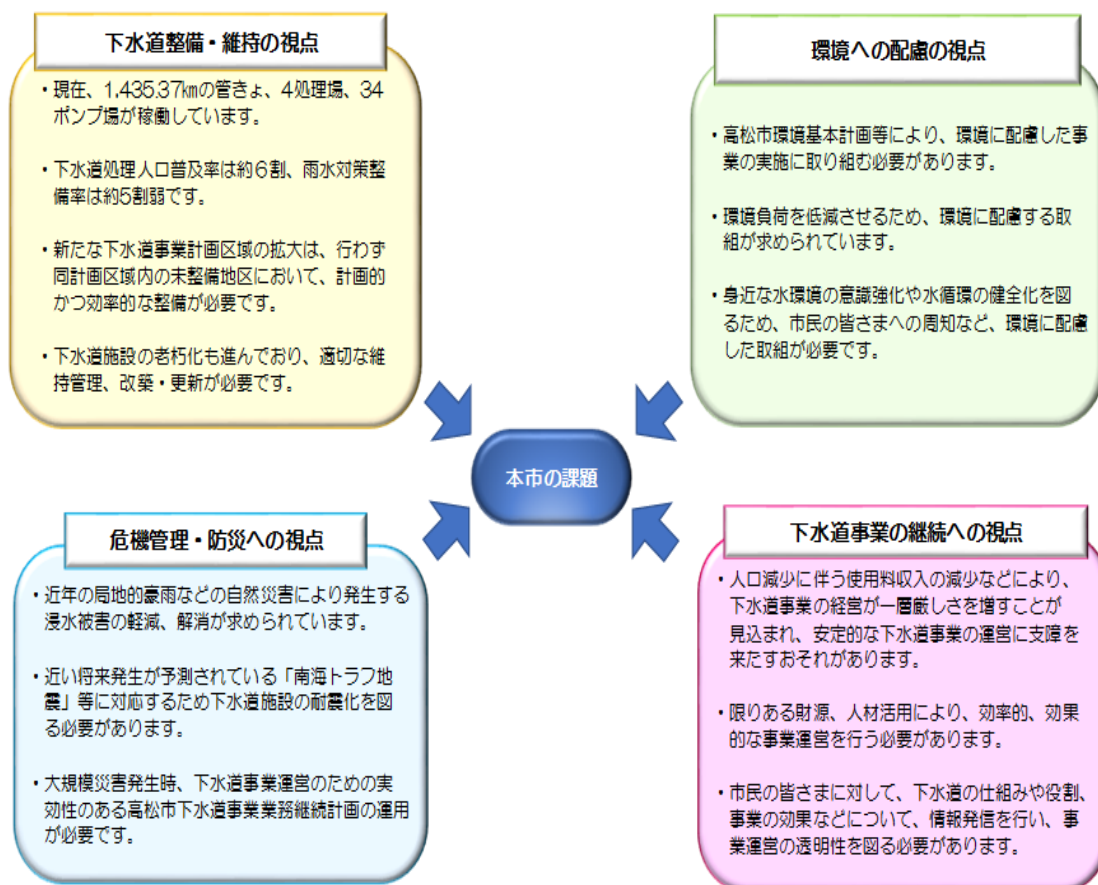 下水道整備・維持の視点
・現在、1,435.37㎞の管きょ、4処理場、34
ポンプ場が稼働しています。
・下水道処理人口普及率は約6割、雨水対策整
備率は約5割弱です。
・新たな下水道事業計画区域の拡大は、行わず
同計画区域内の未整備地区において、計画的
かつ効率的な整備が必要です。
・下水道施設の老朽化も進んでおり、適切な維
持管理、改築・更新が必要です。
環境への配慮の視点
・高松市環境基本計画等により、環境に配慮した事
業の実施に取り組む必要があります。
・環境負荷を低減させるため、環境に配慮する取
組が求められています。
・身近な水環境の意識強化や水循環の健全化を図
るため、市民の皆さまへの周知など、環境に配慮
した取組が必要です。
本市の課題
危機管理・防災への視点
・近年の局地的豪雨などの自然災害により発生する
浸水被害の軽減、解消が求められています。
・近い将来発生が予測されている「南海トラフ地
震」等に対応するため下水道施設の耐震化を図
る必要があります。
・大規模災害発生時、下水道事業運営のための実
効性のある高松市下水道事業業務継続計画の運用
が必要です。
下水道事業の継続への視点
・人口減少に伴う使用料収入の減少などにより、
下水道事業の経営が一層厳しさを増すことが
見込まれ、安定的な下水道事業の運営に支障を
来たすおそれがあります。
・限りある財源、人材活用により、効率的、効果
的な事業運営を行う必要があります。
・市民の皆さまに対して、下水道の仕組みや役割、
事業の効果などについて、情報発信を行い、事
業運営の透明性を図る必要があります。